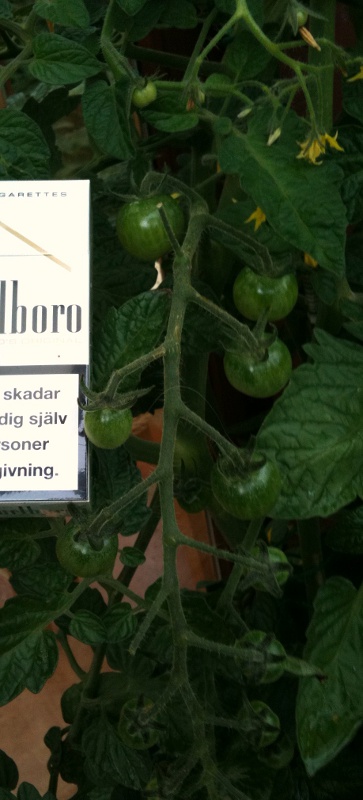 GARETTES
lboro
skadar
dig själv
rsoner
givning.